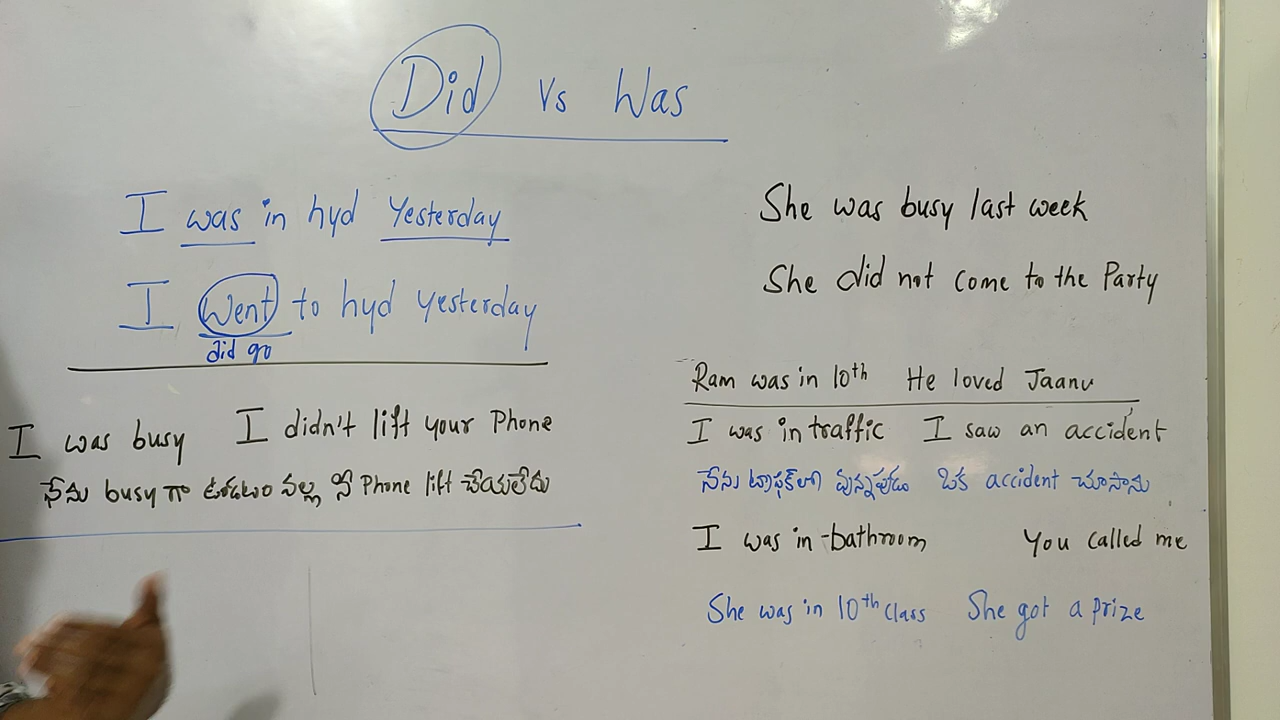 Did Vs Was
I was in hyd Yesterday
I Went to hyd yesterday
did go
I was busy I didn't lift your Phone
నేను busy గా ఉండటం వల్ల నీ Phone lift చేయలేదు
She was busy last week
She did not come to the Party
Ram was in 10th He loved Jaanu
I was in traffic I saw an accident
నేను ట్రాఫిక్‌లో వున్నపుడు ఒక accident చూసాను
I was in-bathroom You called me
She was in 10th class She got a prize